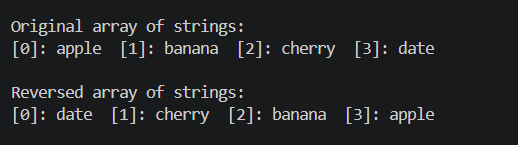 Original array of strings:
[0]: apple  [1]: banana  [2]: cherry  [3]: date
Reversed array of strings:
[0]: date  [1]: cherry  [2]: banana  [3]: apple